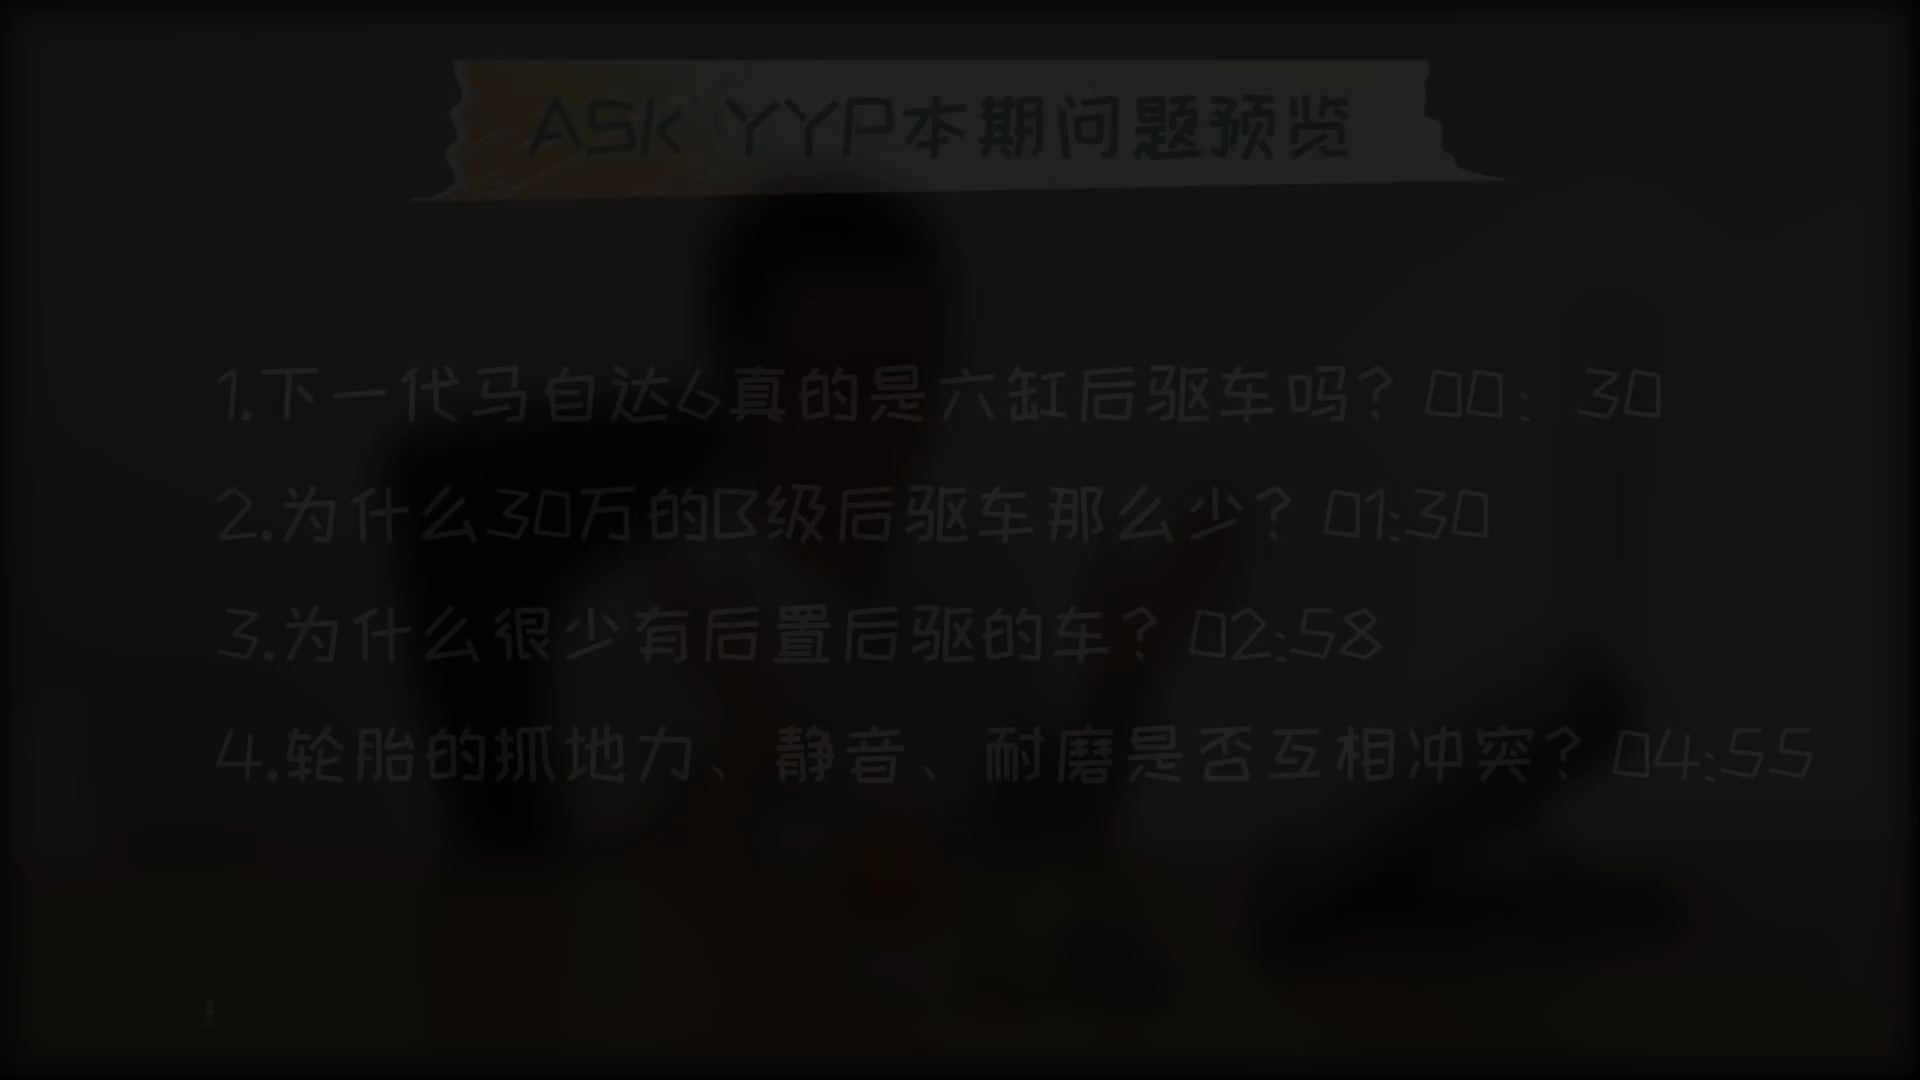 ASK YYP本期问题预览
1.下一代马自达6真的是六缸后驱车吗？00：30
2.为什么30万的B级后驱车那么少？01:30
3.为什么很少有后置后驱的车？02:58
4.轮胎的抓地力、静音、耐磨是否互相冲突？04:55